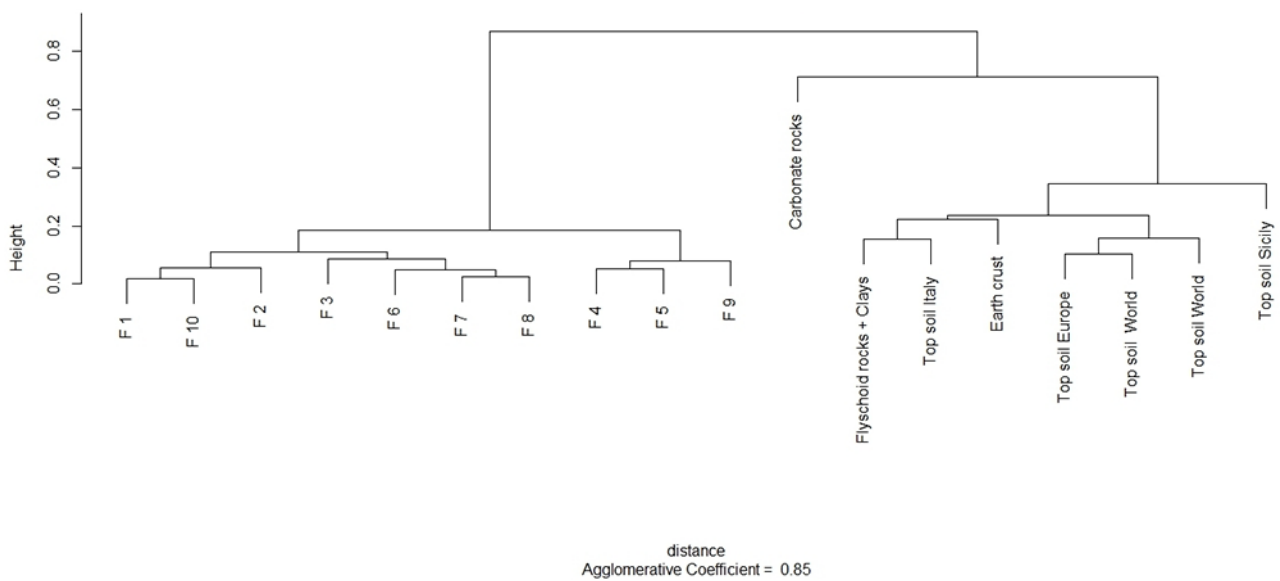 0.8
0.6
0.4
0.2
0.0
Height
F 1
F 10
F 2
F 3
F 6
F 7
F 8
F 4
F 5
F 9
Carbonate rocks
Flyschoid rocks + Clays
Top soil Italy
Earth crust
Top soil Europe
Top soil  World
Top soil World
Top soil Sicily
distance
Agglomerative Coefficient =  0.85